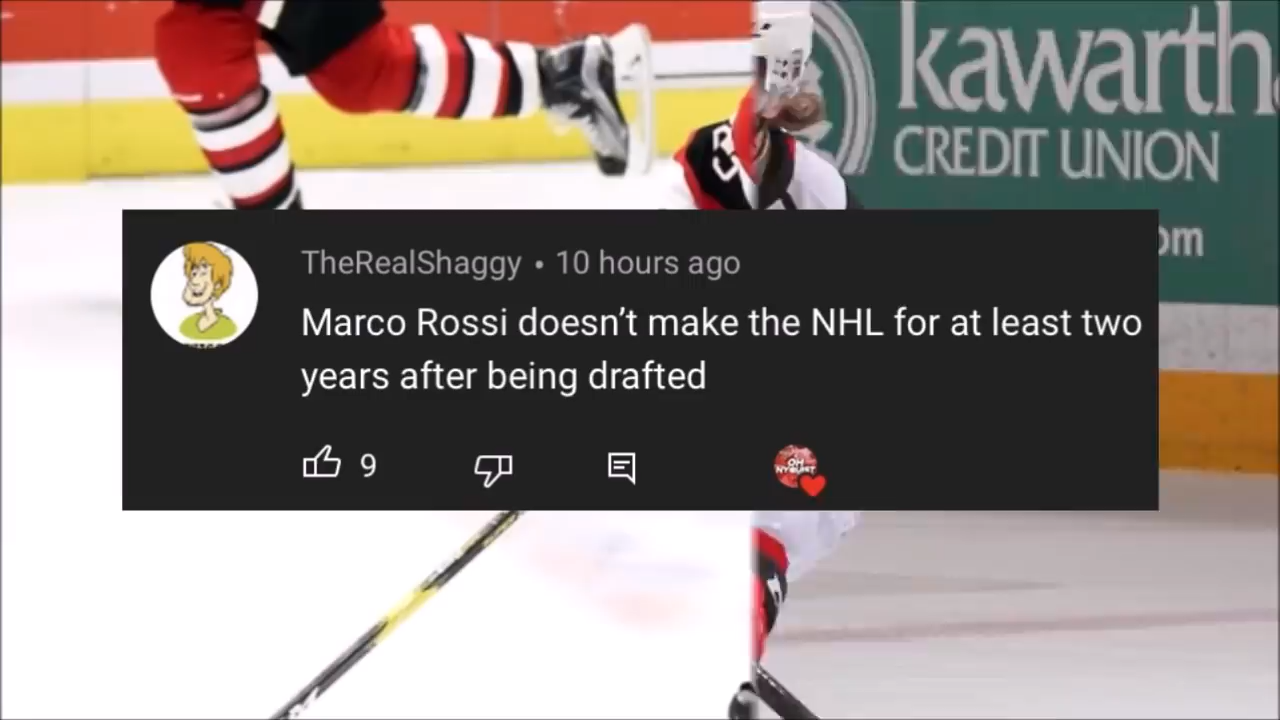 kawarth
CREDIT UNION
om
TheRealShaggy • 10 hours ago
Marco Rossi doesn’t make the NHL for at least two
years after being drafted
9
OH